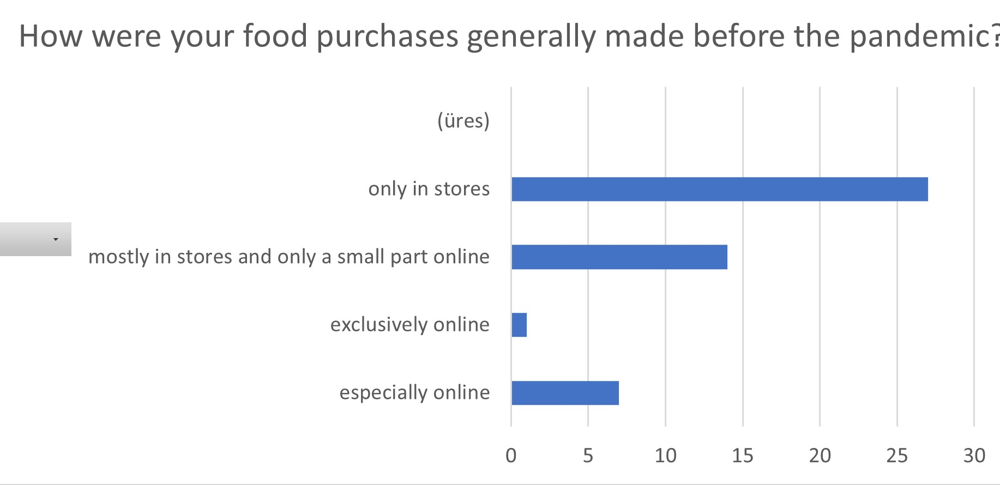 How were your food purchases generally made before the pandemic?
(üres)
only in stores
mostly in stores and only a small part online
exclusively online
especially online
0 5 10 15 20 25 30